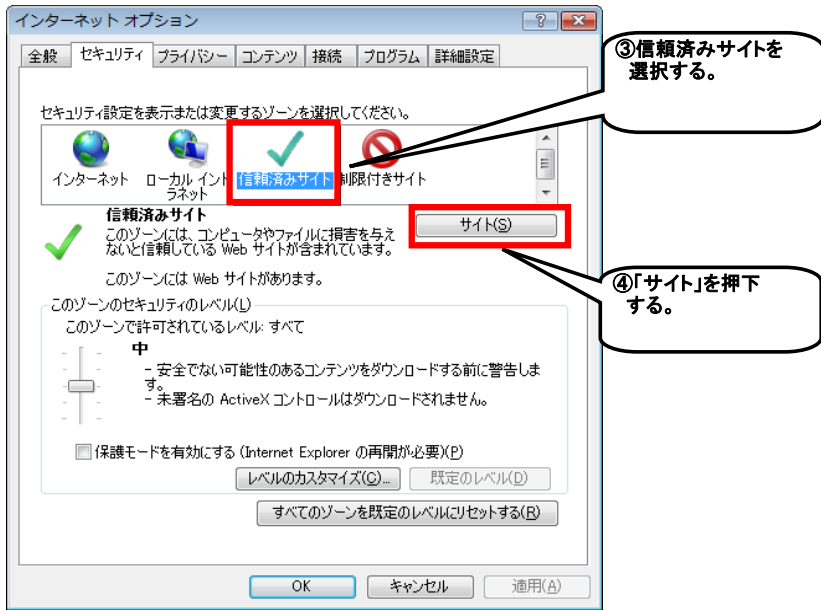 インターネット オプション
全般 セキュリティ プライバシー コンテンツ 接続 プログラム 詳細設定
③信頼済みサイトを
選択する。
セキュリティ設定を表示または変更するゾーンを選択してください。
インターネット
ローカル イント
ラネット
信頼済みサイト
制限付きサイト
信頼済みサイト
サイト(S)
このゾーンには、コンピュータやファイルに損害を与え
ないと信頼している Web サイトが含まれています。
このゾーンには Web サイトがあります。
④「サイト」を押下
する。
このゾーンのセキュリティのレベル(L)
このゾーンで許可されているレベル: すべて
中
- 安全でない可能性のあるコンテンツをダウンロードする前に警告しま
す。
- 未署名の ActiveX コントロールはダウンロードされません。
保護モードを有効にする (Internet Explorer の再開が必要)(P)
レベルのカスタマイズ(C)... 既定のレベル(D)
すべてのゾーンを既定のレベルにリセットする(R)
OK キャンセル 適用(A)